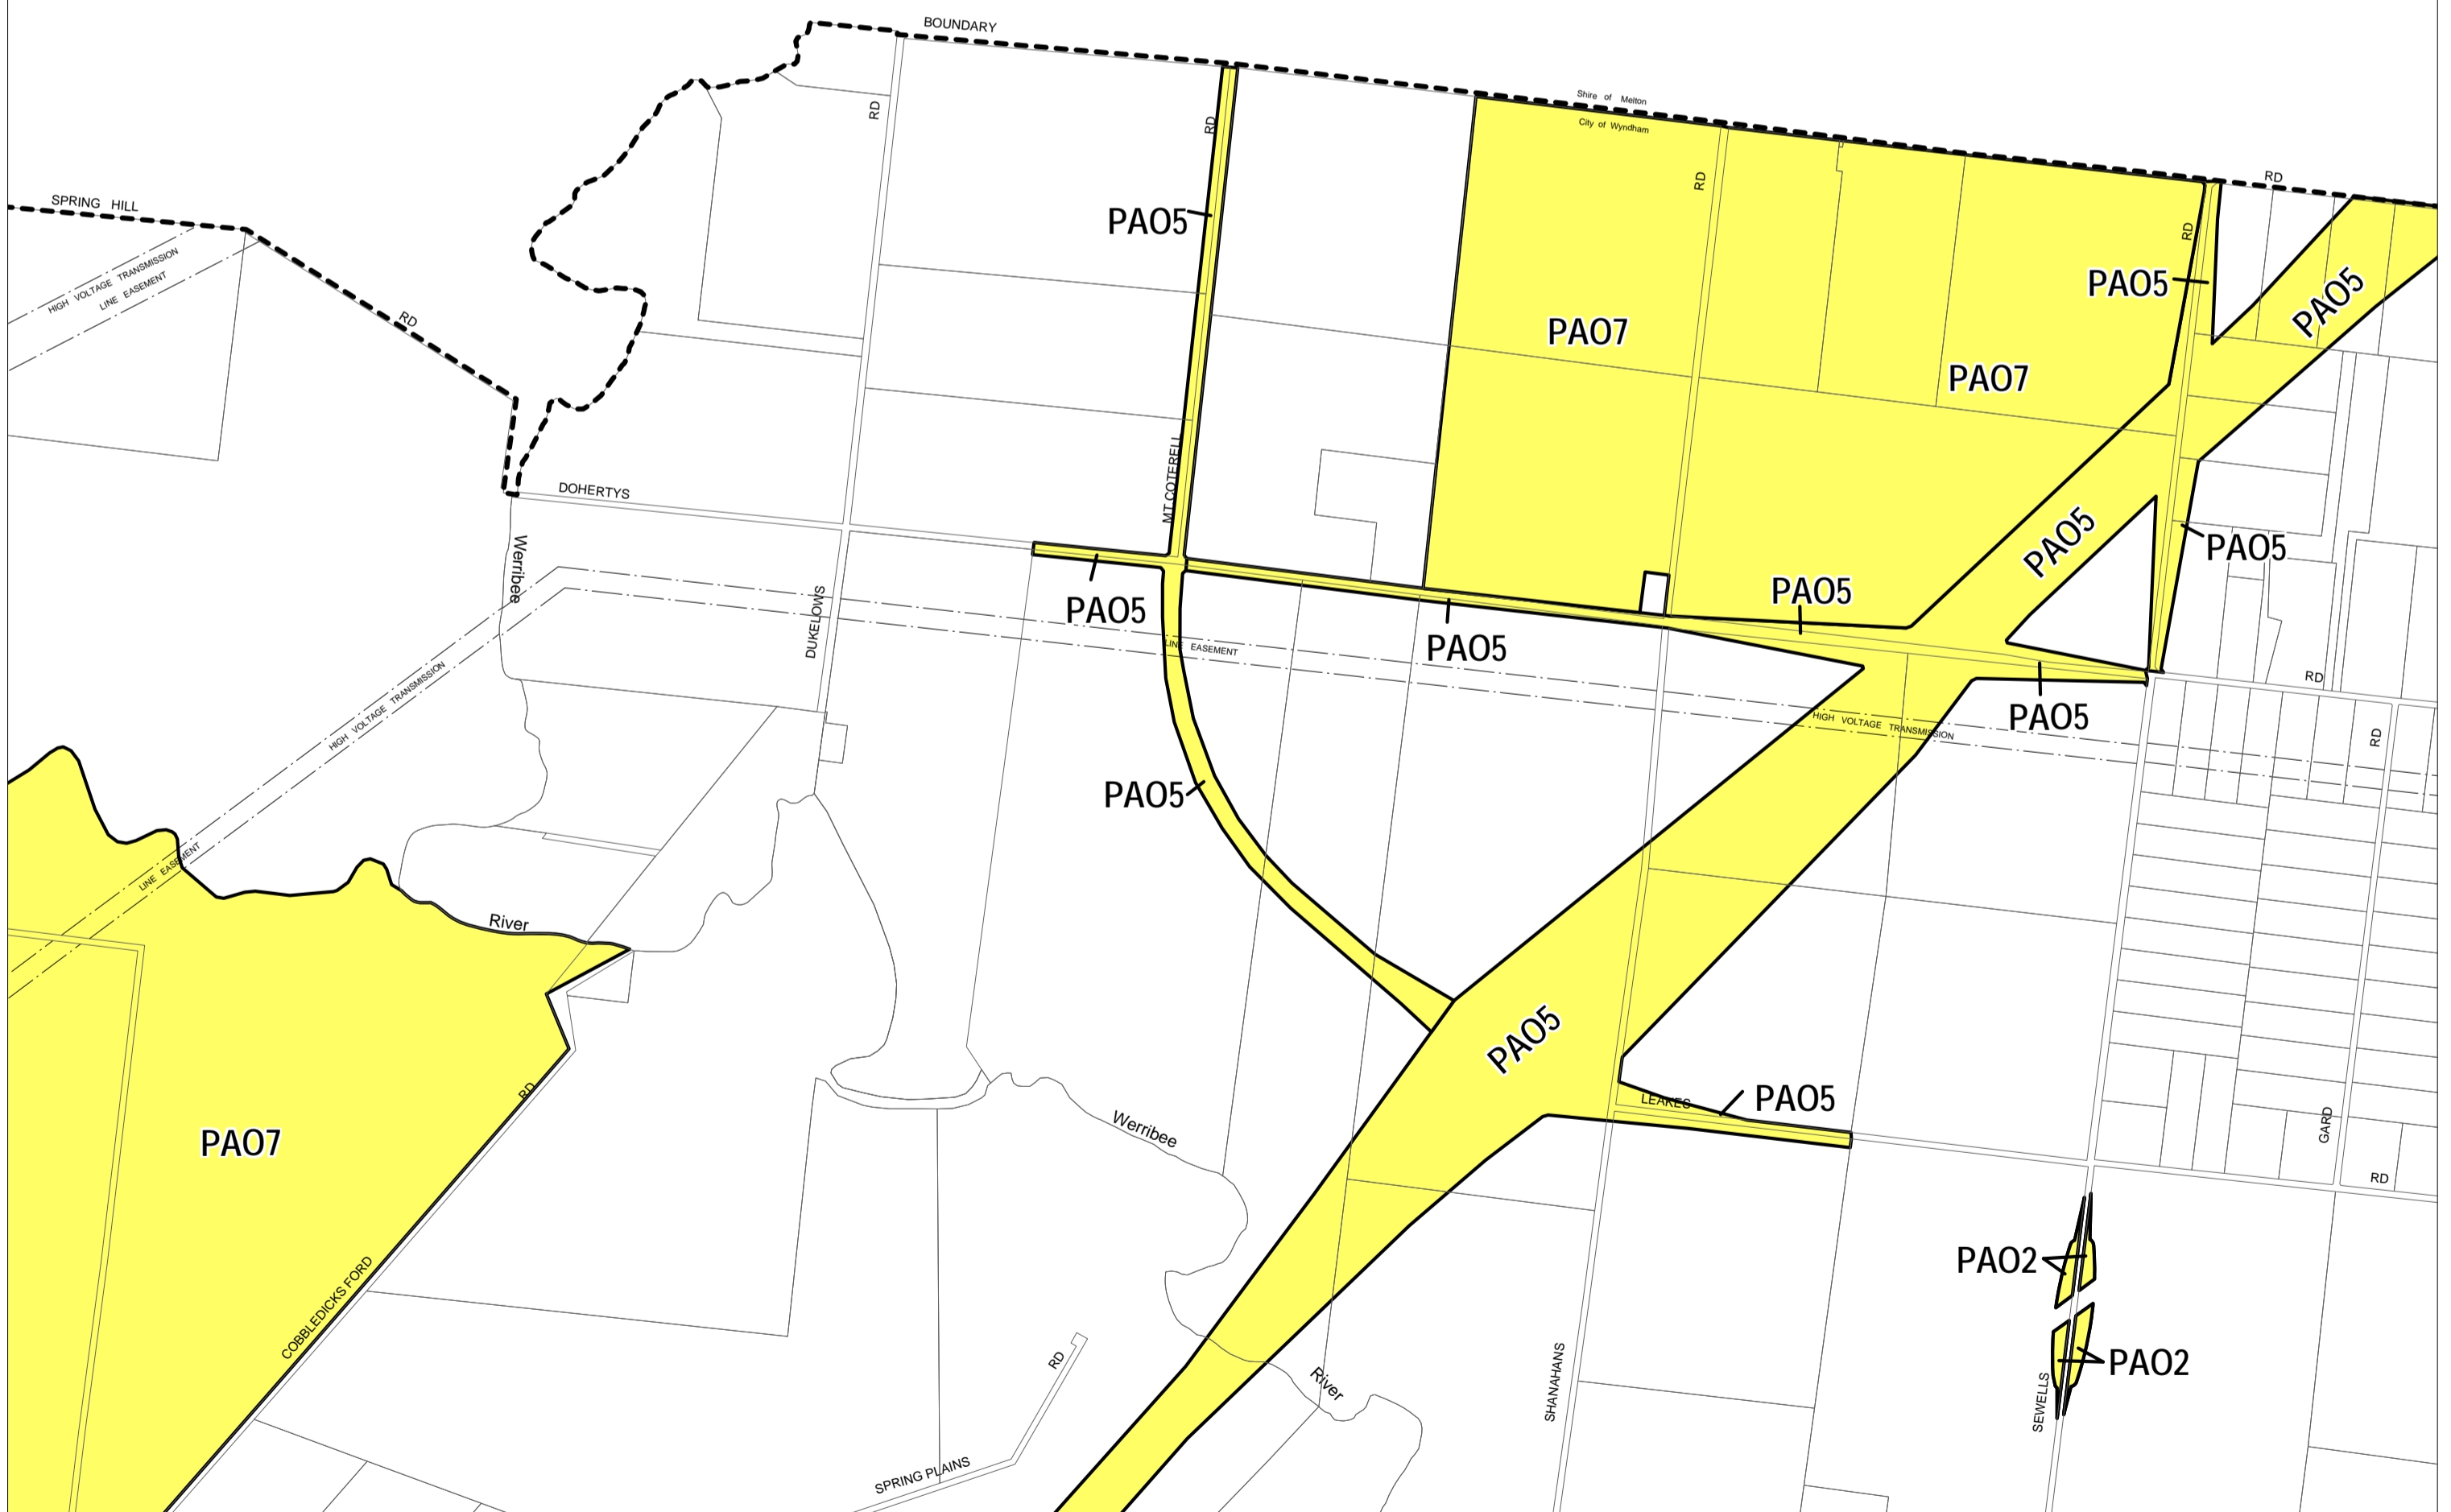 BOUNDARY
Shire of Melton
City of Wyndham
RD
RD
RD
RD
RD
SPRING HILL
RD
HIGH VOLTAGE TRANSMISSION
LINE EASEMENT
PAO5
PAO5
PAO5
PAO7
PAO7
MT.COTERELL
DOHERTYS
Werribee
PAO5
PAO5
PAO5
PAO5
PAO5
DUKELOWS
LINE EASEMENT
HIGH VOLTAGE TRANSMISSION
HIGH VOLTAGE TRANSMISSION
LINE EASEMENT
RD
PAO5
RD
PAO5
River
PAO5
LEAKES
PAO5
RD
PAO7
Werribee
GARD
RD
COBBLEDICKS FORD
PAO2
PAO2
RD
River
SHANAHANS
SEWELLS
SPRING PLAINS